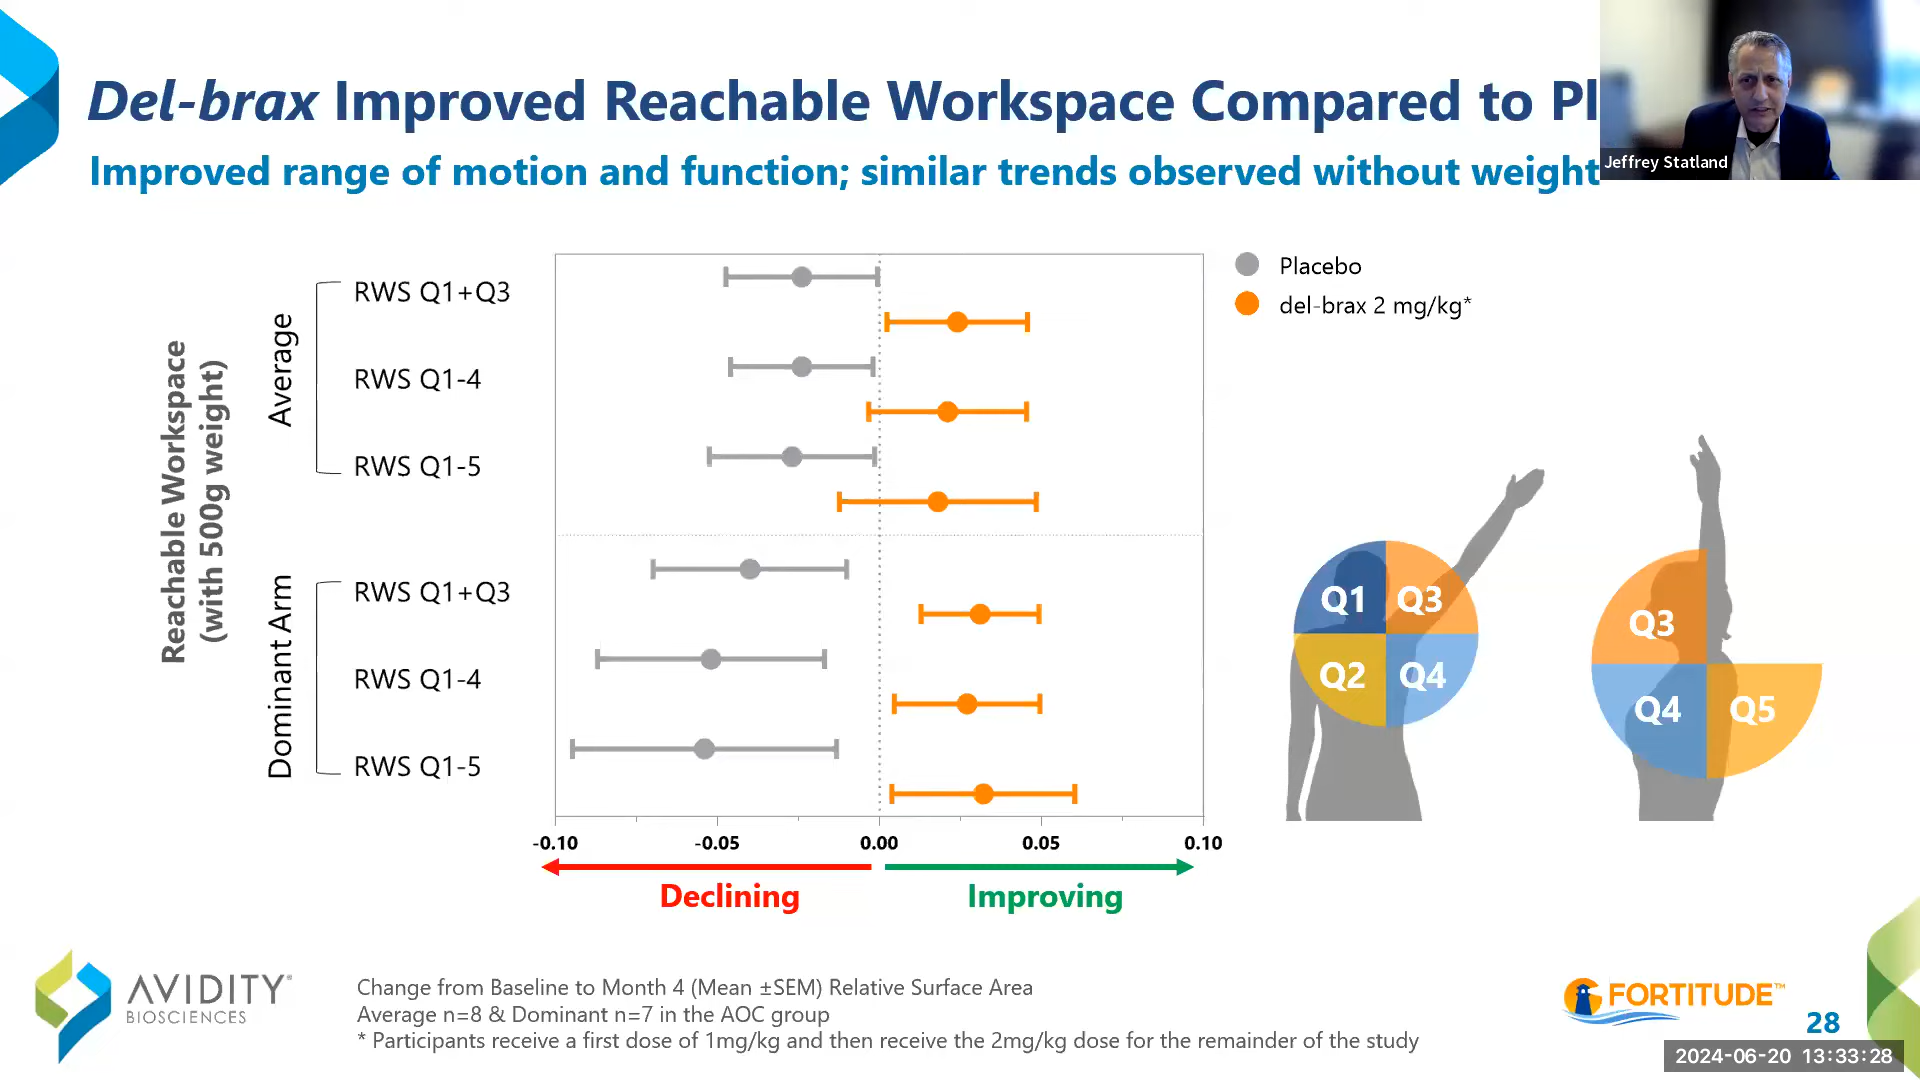 Del-brax Improved Reachable Workspace Compared to Pl
Improved range of motion and function; similar trends observed without weight
Jeffrey Statland
Reachable Workspace
(with 500g weight)
Average
RWS Q1+Q3
RWS Q1-4
RWS Q1-5
Dominant Arm
RWS Q1+Q3
RWS Q1-4
RWS Q1-5
Placebo
del-brax 2 mg/kg*
-0.10 -0.05 0.00 0.05 0.10
Declining Improving
Q1 Q3
Q2 Q4
Q3
Q4 Q5
AVIDITY®
BIOSCIENCES
Change from Baseline to Month 4 (Mean ±SEM) Relative Surface Area
Average n=8 & Dominant n=7 in the AOC group
* Participants receive a first dose of 1mg/kg and then receive the 2mg/kg dose for the remainder of the study
FORTITUDE™
28
2024-06-20 13:33:28